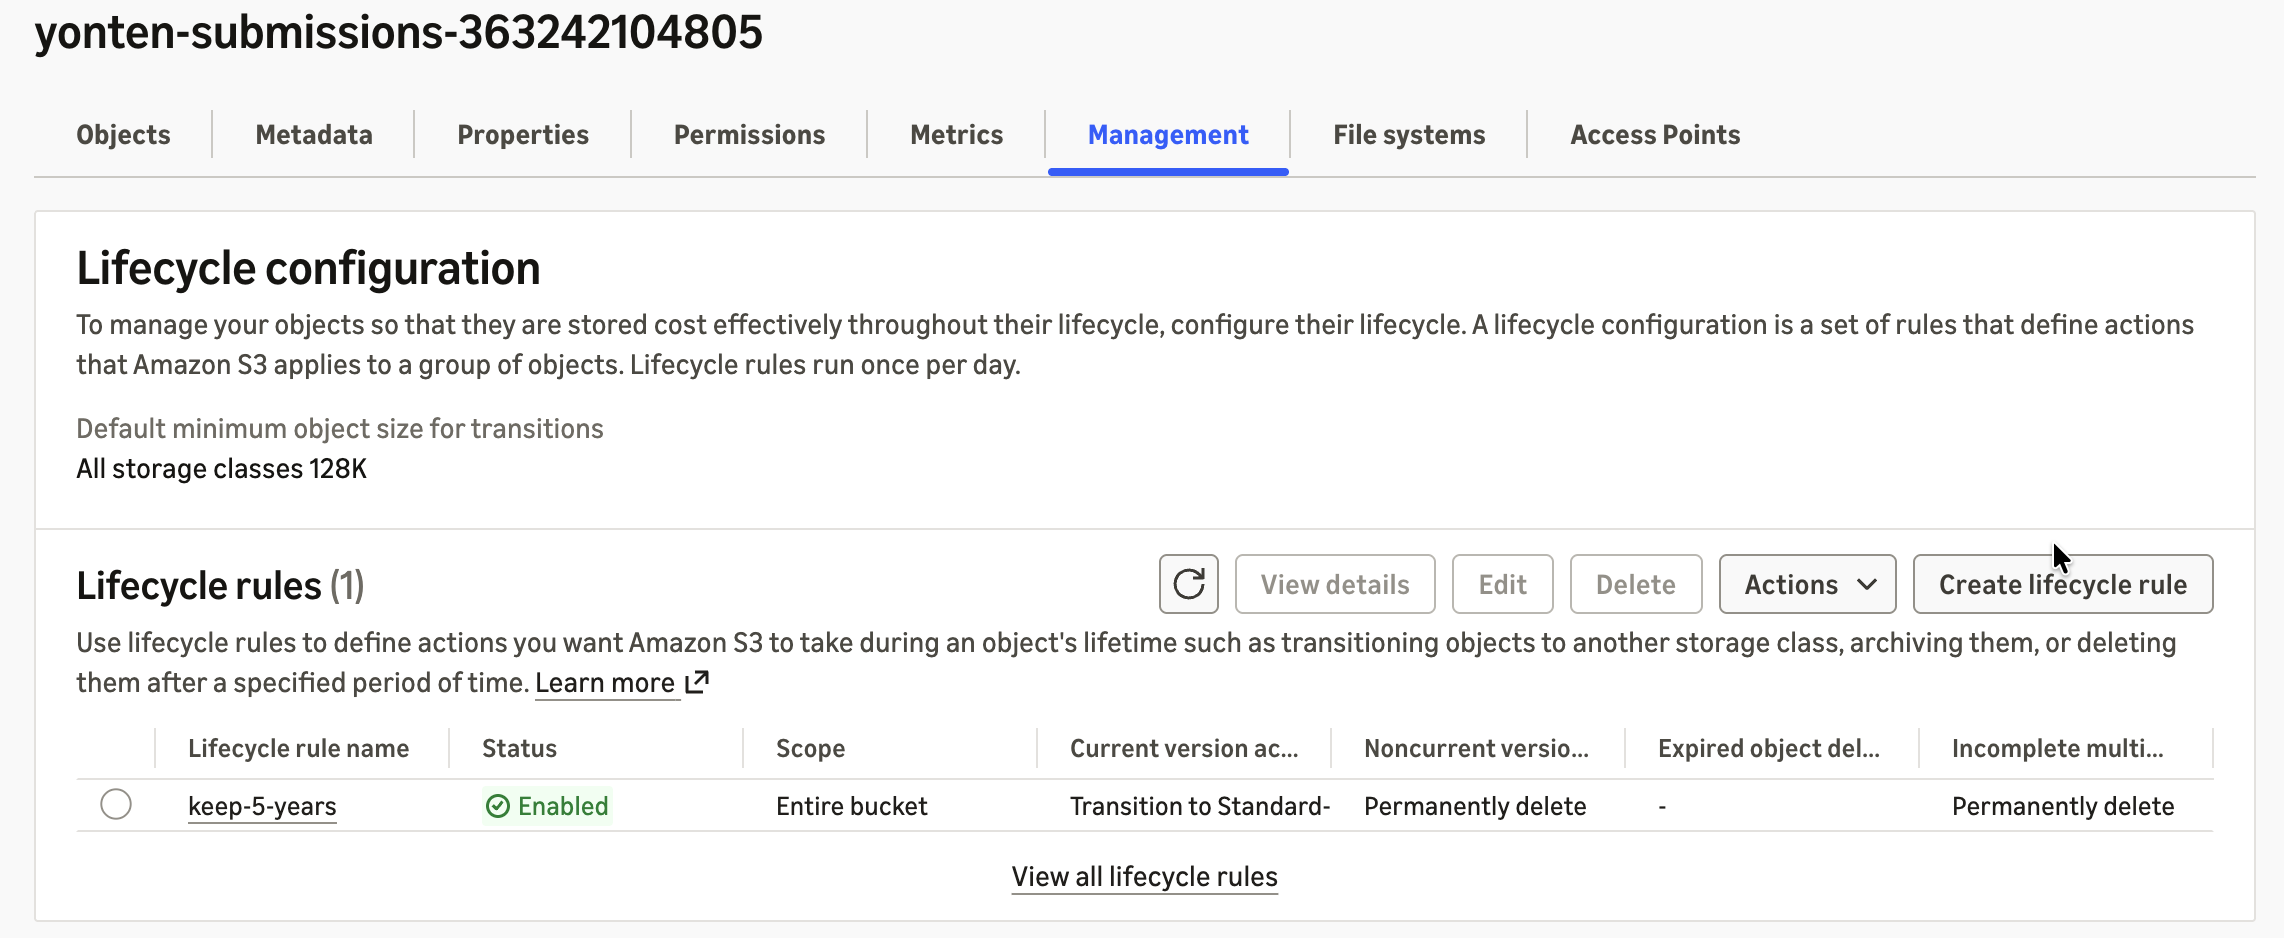 yonten-submissions-363242104805
Objects
Metadata
Properties
Permissions
Metrics
Management
File systems
Access Points
Lifecycle configuration
To manage your objects so that they are stored cost effectively throughout their lifecycle, configure their lifecycle. A lifecycle configuration is a set of rules that define actions
that Amazon S3 applies to a group of objects. Lifecycle rules run once per day.
Default minimum object size for transitions
All storage classes 128K
Lifecycle rules (1)
View details
Edit
Delete
Actions
Create lifecycle rule
Use lifecycle rules to define actions you want Amazon S3 to take during an object's lifetime such as transitioning objects to another storage class, archiving them, or deleting
them after a specified period of time. Learn more
Lifecycle rule name
Status
Scope
Current version ac...
Noncurrent versio...
Expired object del...
Incomplete multi...
keep-5-years
Enabled
Entire bucket
Transition to Standard-
Permanently delete
-
Permanently delete
View all lifecycle rules